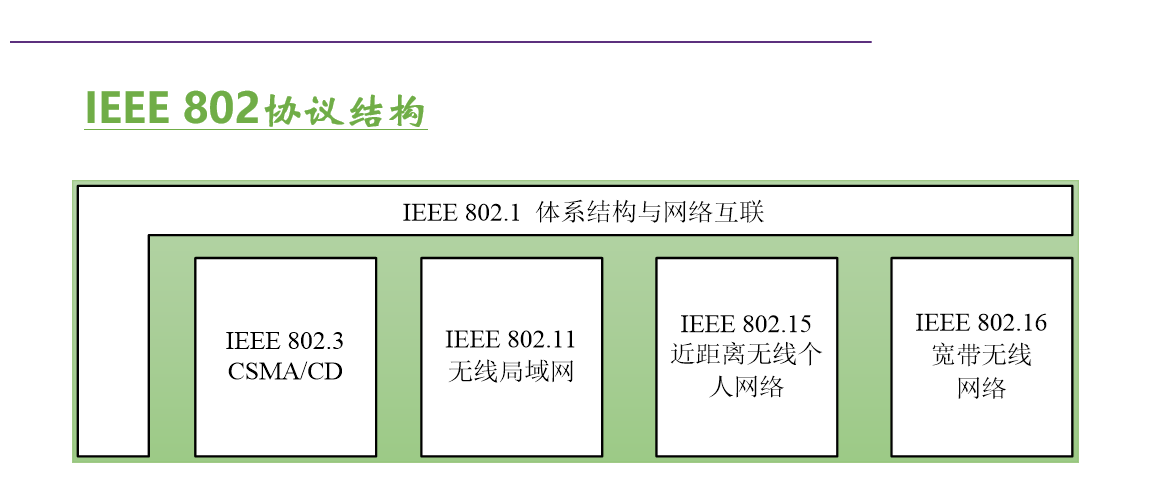 IEEE 802协议结构
IEEE 802.1 体系结构与网络互联
IEEE 802.3
CSMA/CD
IEEE 802.11
无线局域网
IEEE 802.15
近距离无线个
人网络
IEEE 802.16
宽带无线
网络